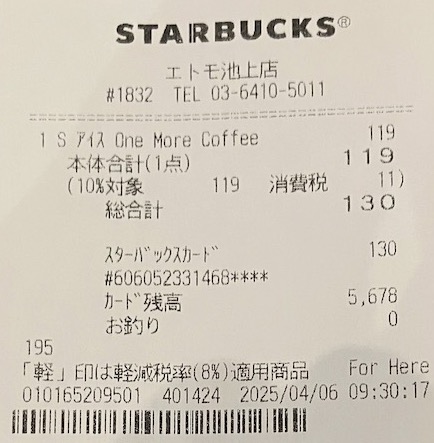 STARBUCKS®
エトモ池上店
#1832 TEL 03-6410-5011
1 S ｱｲｽ One More Coffee 119
本体合計(1点) 119
(10%対象 119 消費税 11)
総合計 130
ｽﾀｰﾊﾞｯｸｽｶｰﾄﾞ 130
#606052331468****
ｶｰﾄﾞ残高 5,678
お釣り 0
195
「軽」印は軽減税率(8%)適用商品 For Here
010165209501 401424 2025/04/06 09:30:17